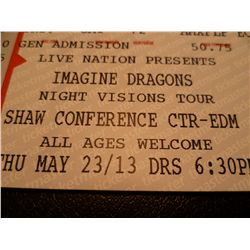 GEN ADMISSION 50.75
LIVE NATION PRESENTS
IMAGINE DRAGONS
NIGHT VISIONS TOUR
SHAW CONFERENCE CTR-EDM
ALL AGES WELCOME
THU MAY 23/13 DRS 6:30PM